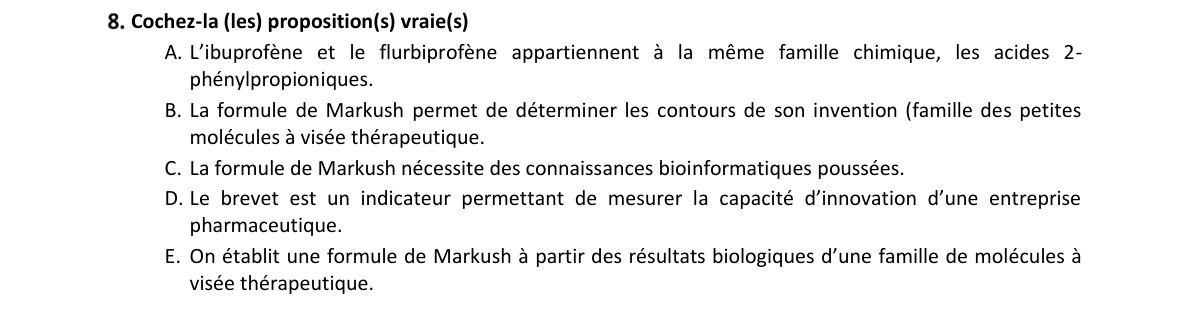 8. Cochez-la (les) proposition(s) vraie(s)
A. L’ibuprofène et le flurbiprofène appartiennent à la même famille chimique, les acides 2-
phénylpropioniques.
B. La formule de Markush permet de déterminer les contours de son invention (famille des petites
molécules à visée thérapeutique.
C. La formule de Markush nécessite des connaissances bioinformatiques poussées.
D. Le brevet est un indicateur permettant de mesurer la capacité d’innovation d’une entreprise
pharmaceutique.
E. On établit une formule de Markush à partir des résultats biologiques d’une famille de molécules à
visée thérapeutique.